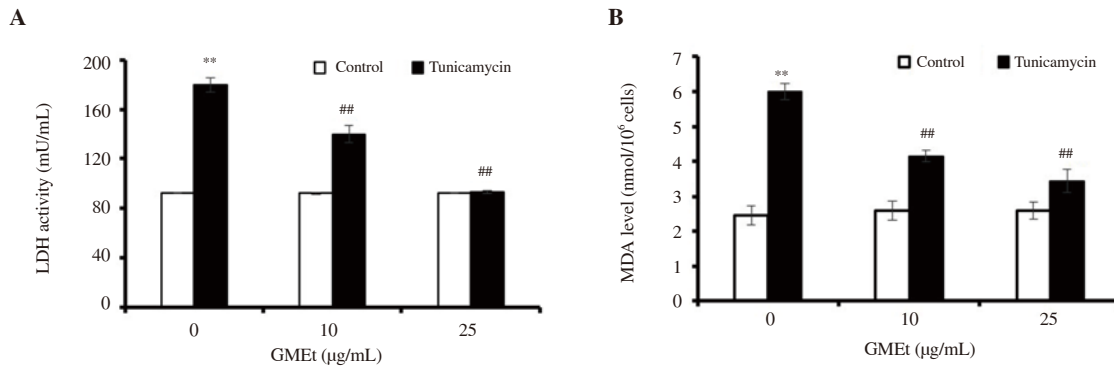 A
LDH activity (mU/mL)
200
160
120
80
40
0
Control
Tunicamycin
**
##
##
0
10
25
GMEt (µg/mL)
B
MDA level (nmol/10⁶ cells)
7
6
5
4
3
2
1
0
Control
Tunicamycin
**
##
##
0
10
25
GMEt (µg/mL)